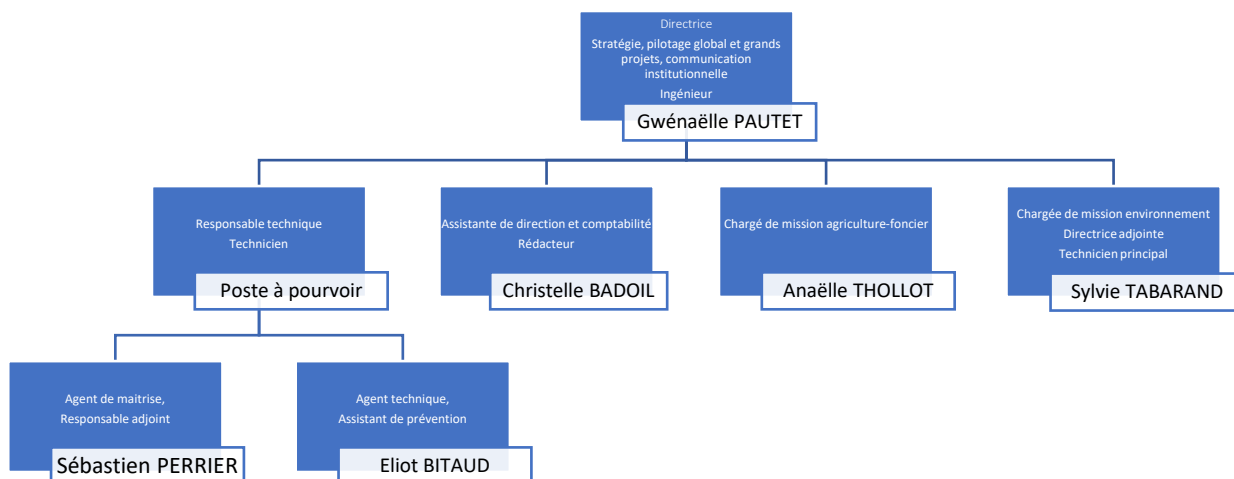 Directrice
Stratégie, pilotage global et grands
projets, communication
institutionnelle
Ingénieur
Gwénaëlle PAUTET
Responsable technique
Technicien
Poste à pourvoir
Assistante de direction et comptabilité
Rédacteur
Christelle BADOIL
Chargé de mission agriculture-foncier
Anaëlle THOLLOT
Chargée de mission environnement
Directrice adjointe
Technicien principal
Sylvie TABARAND
Agent de maitrise,
Responsable adjoint
Sébastien PERRIER
Agent technique,
Assistant de prévention
Eliot BITAUD